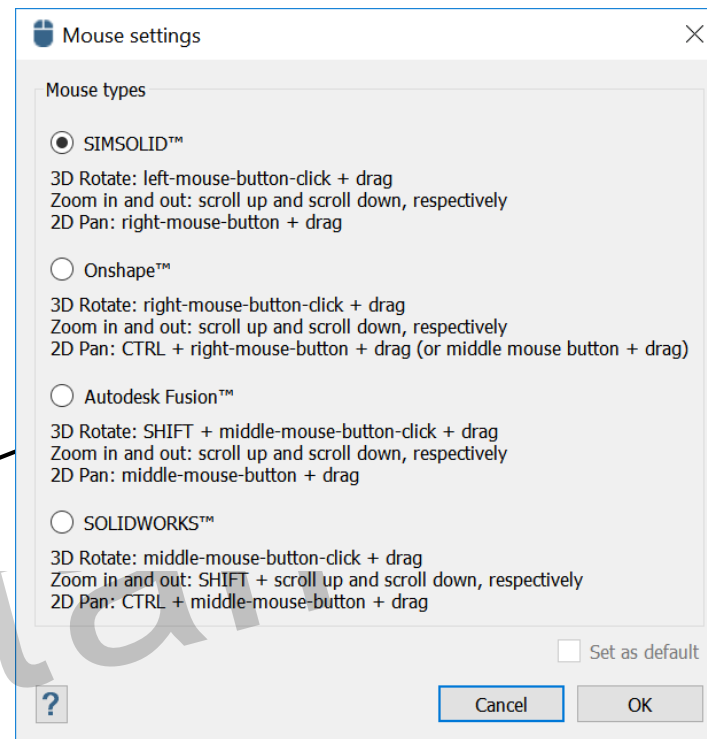 Mouse settings
Mouse types
SIMSOLID™
3D Rotate: left-mouse-button-click + drag
Zoom in and out: scroll up and scroll down, respectively
2D Pan: right-mouse-button + drag
Onshape™
3D Rotate: right-mouse-button-click + drag
Zoom in and out: scroll up and scroll down, respectively
2D Pan: CTRL + right-mouse-button + drag (or middle mouse button + drag)
Autodesk Fusion™
3D Rotate: SHIFT + middle-mouse-button-click + drag
Zoom in and out: scroll up and scroll down, respectively
2D Pan: middle-mouse-button + drag
SOLIDWORKS™
3D Rotate: middle-mouse-button-click + drag
Zoom in and out: SHIFT + scroll up and scroll down, respectively
2D Pan: CTRL + middle-mouse-button + drag
Set as default
? Cancel OK